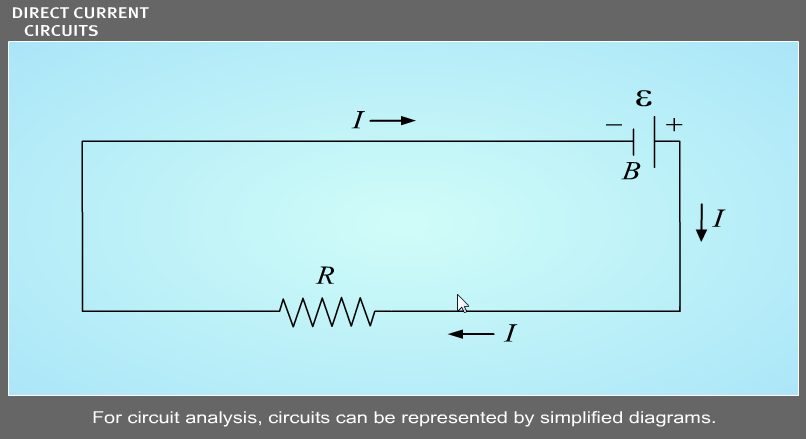 DIRECT CURRENT
CIRCUITS
ε
I
− +
B
I
R
I
For circuit analysis, circuits can be represented by simplified diagrams.